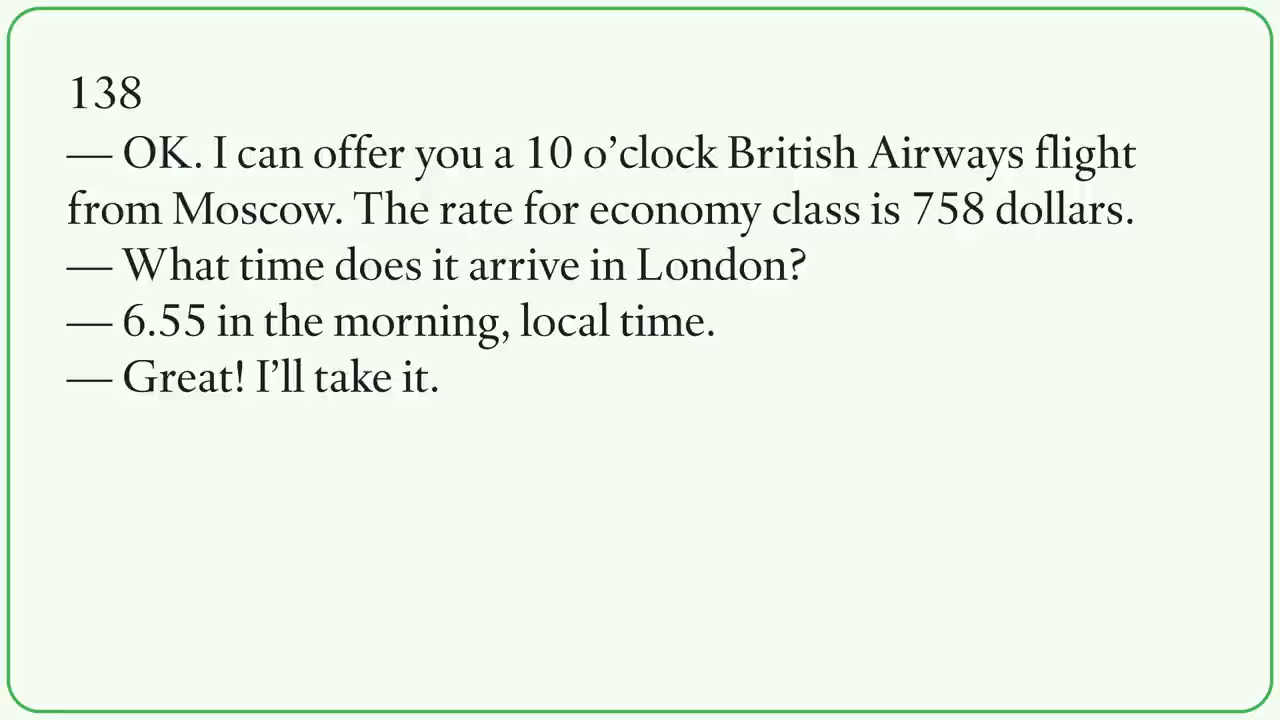 138
— OK. I can offer you a 10 o’clock British Airways flight
from Moscow. The rate for economy class is 758 dollars.
— What time does it arrive in London?
— 6.55 in the morning, local time.
— Great! I’ll take it.